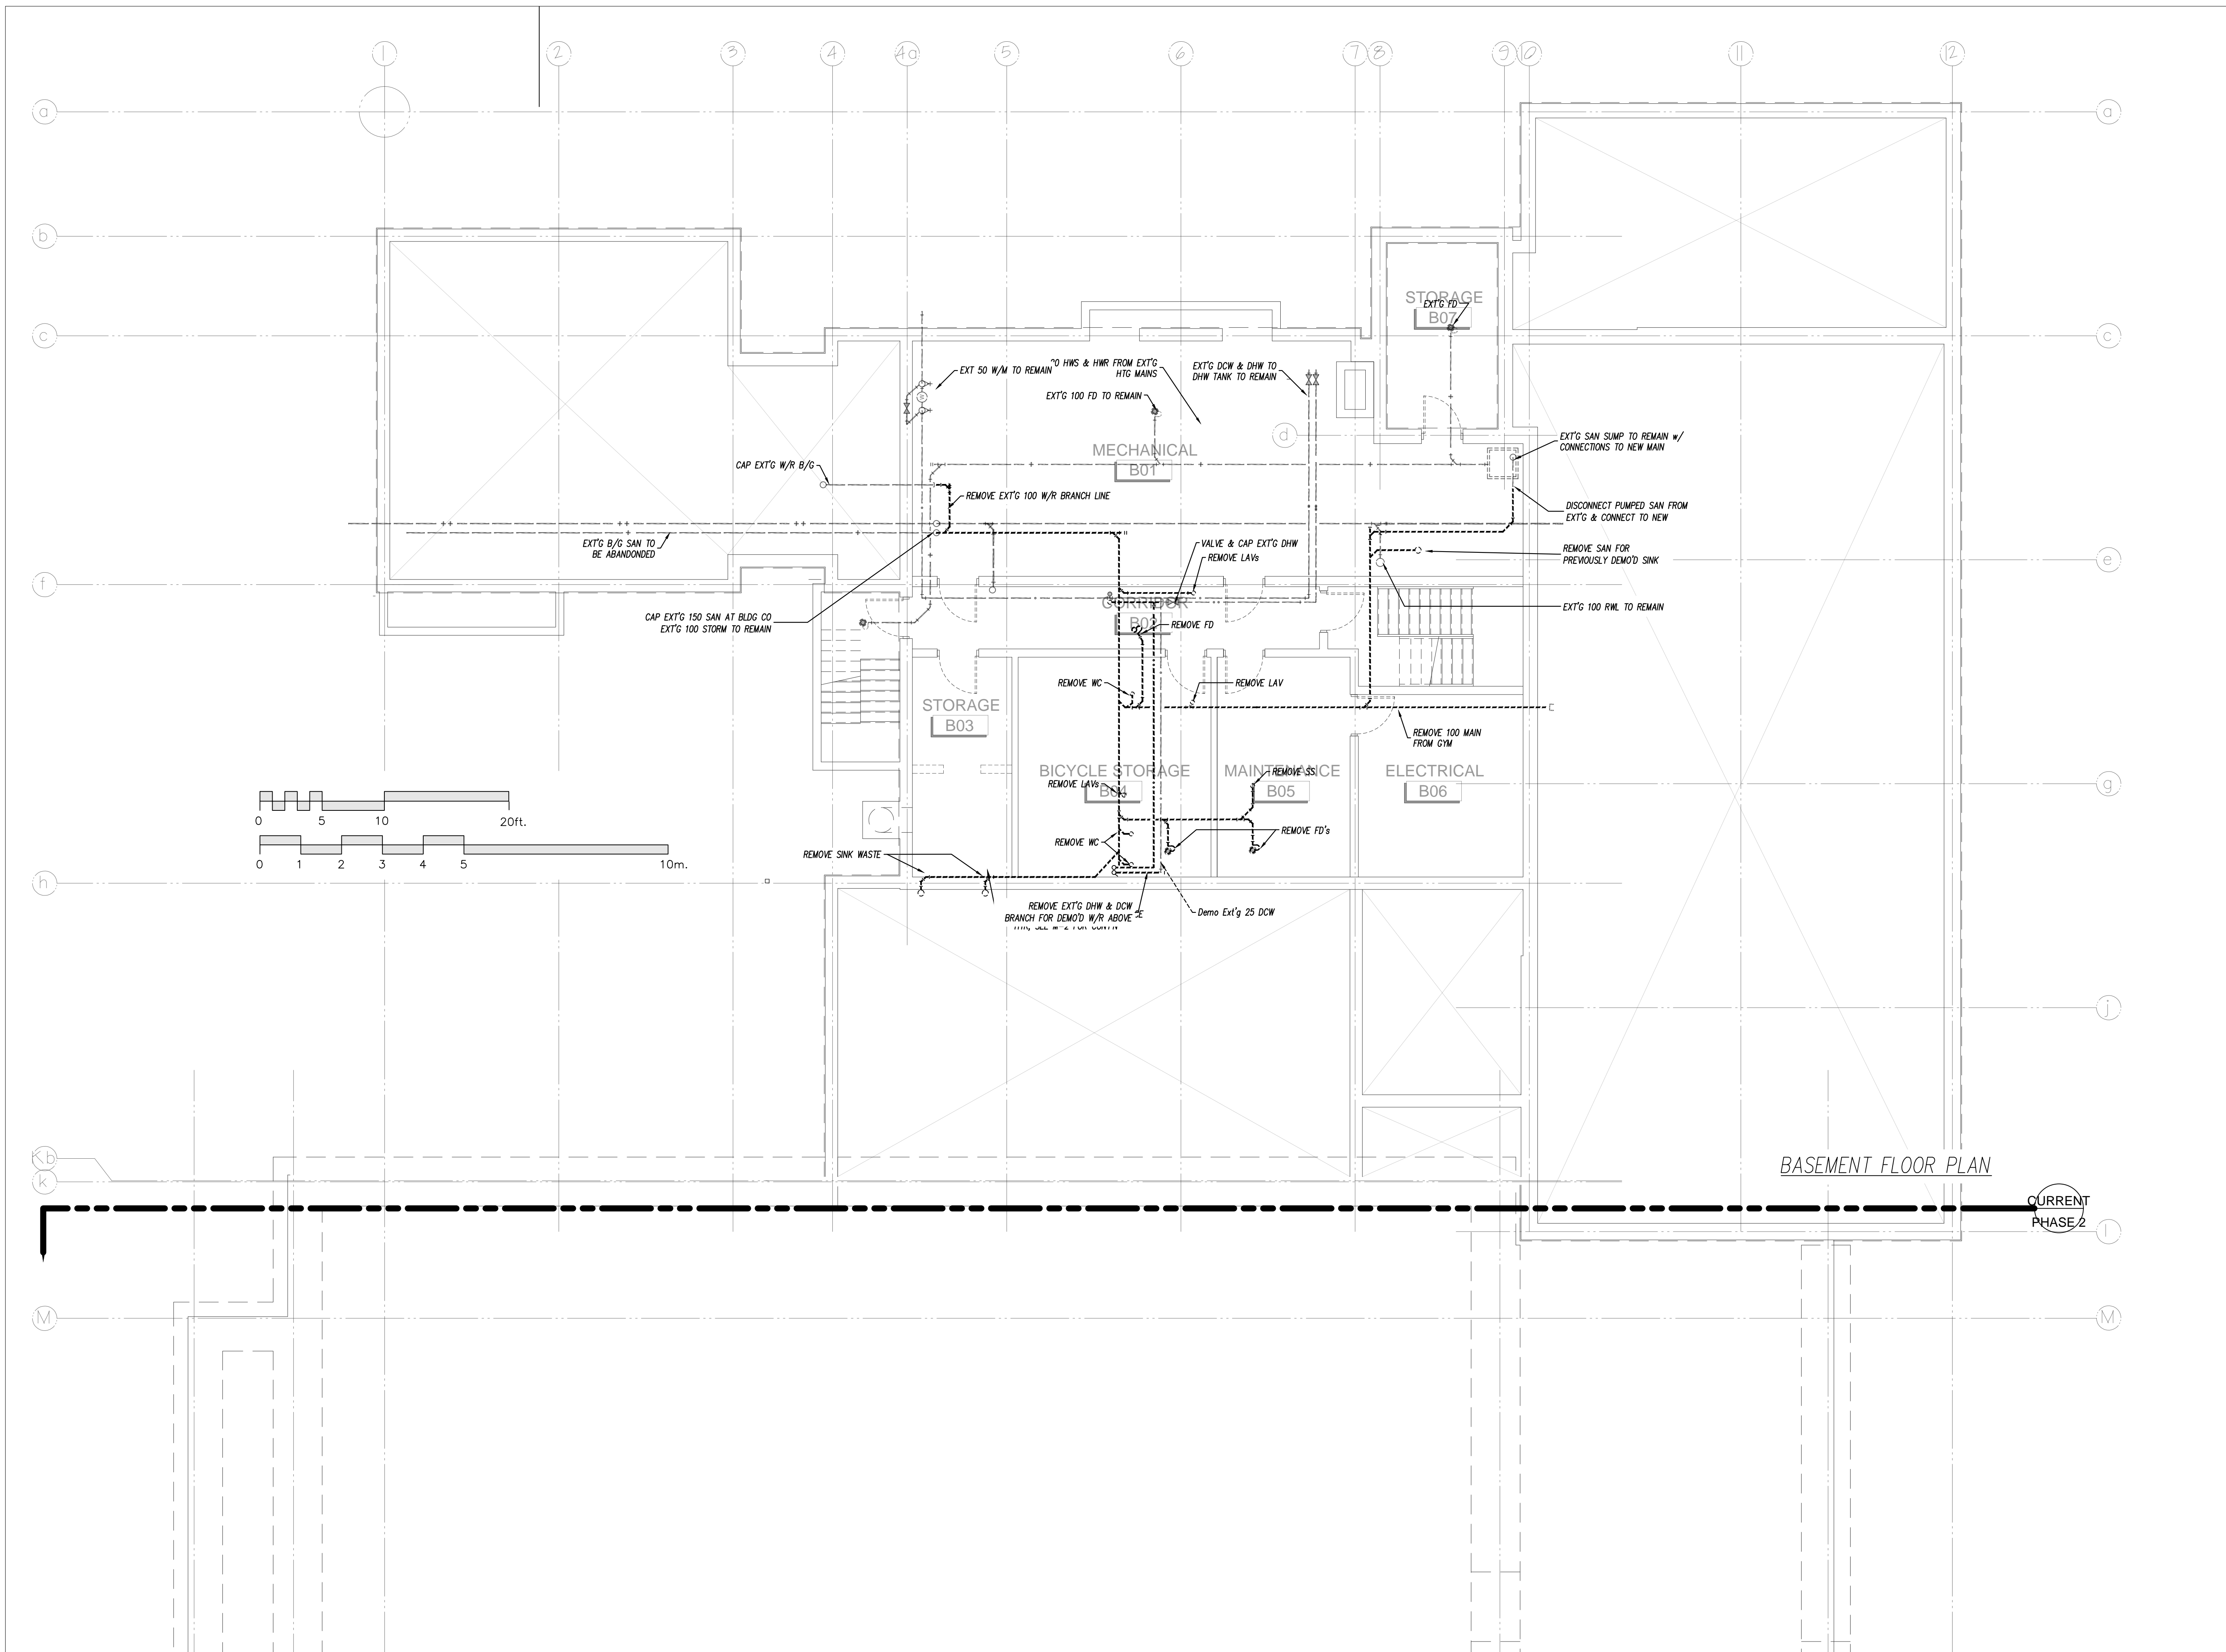 1 2 3 4 4a 5 6 7 8 9 10 11 12
a a
b
STORAGE
EXT'G FD
B07
c c
EXT 50 W/M TO REMAIN
HWS & HWR FROM EXT'G
HTG MAINS
EXT'G DCW & DHW TO
DHW TANK TO REMAIN
EXT'G 100 FD TO REMAIN
d
MECHANICAL
B01
EXT'G SAN SUMP TO REMAIN w/
CONNECTIONS TO NEW MAIN
CAP EXT'G W/R B/G
REMOVE EXT'G 100 W/R BRANCH LINE
DISCONNECT PUMPED SAN FROM
EXT'G & CONNECT TO NEW
EXT'G B/G SAN TO
BE ABANDONDED
VALVE & CAP EXT'G DHW
REMOVE LAVs
REMOVE SAN FOR
PREVIOUSLY DEMO'D SINK
e
f
CORRIDOR
B02
EXT'G 100 RWL TO REMAIN
CAP EXT'G 150 SAN AT BLDG CO
EXT'G 100 STORM TO REMAIN
REMOVE FD
REMOVE WC
REMOVE LAV
STORAGE
B03
REMOVE 100 MAIN
FROM GYM
BICYCLE STORAGE
B04
REMOVE LAVs
MAINTENANCE
REMOVE SS
B05
ELECTRICAL
B06
g
0 5 10 20ft.
0 1 2 3 4 5 10m.
REMOVE FD's
REMOVE WC
REMOVE SINK WASTE
h
REMOVE EXT'G DHW & DCW
BRANCH FOR DEMO'D W/R ABOVE
SEE M-2 FOR CONT'N
Demo Ext'g 25 DCW
j
Kb
k
BASEMENT FLOOR PLAN
CURRENT
PHASE 2
l
M M